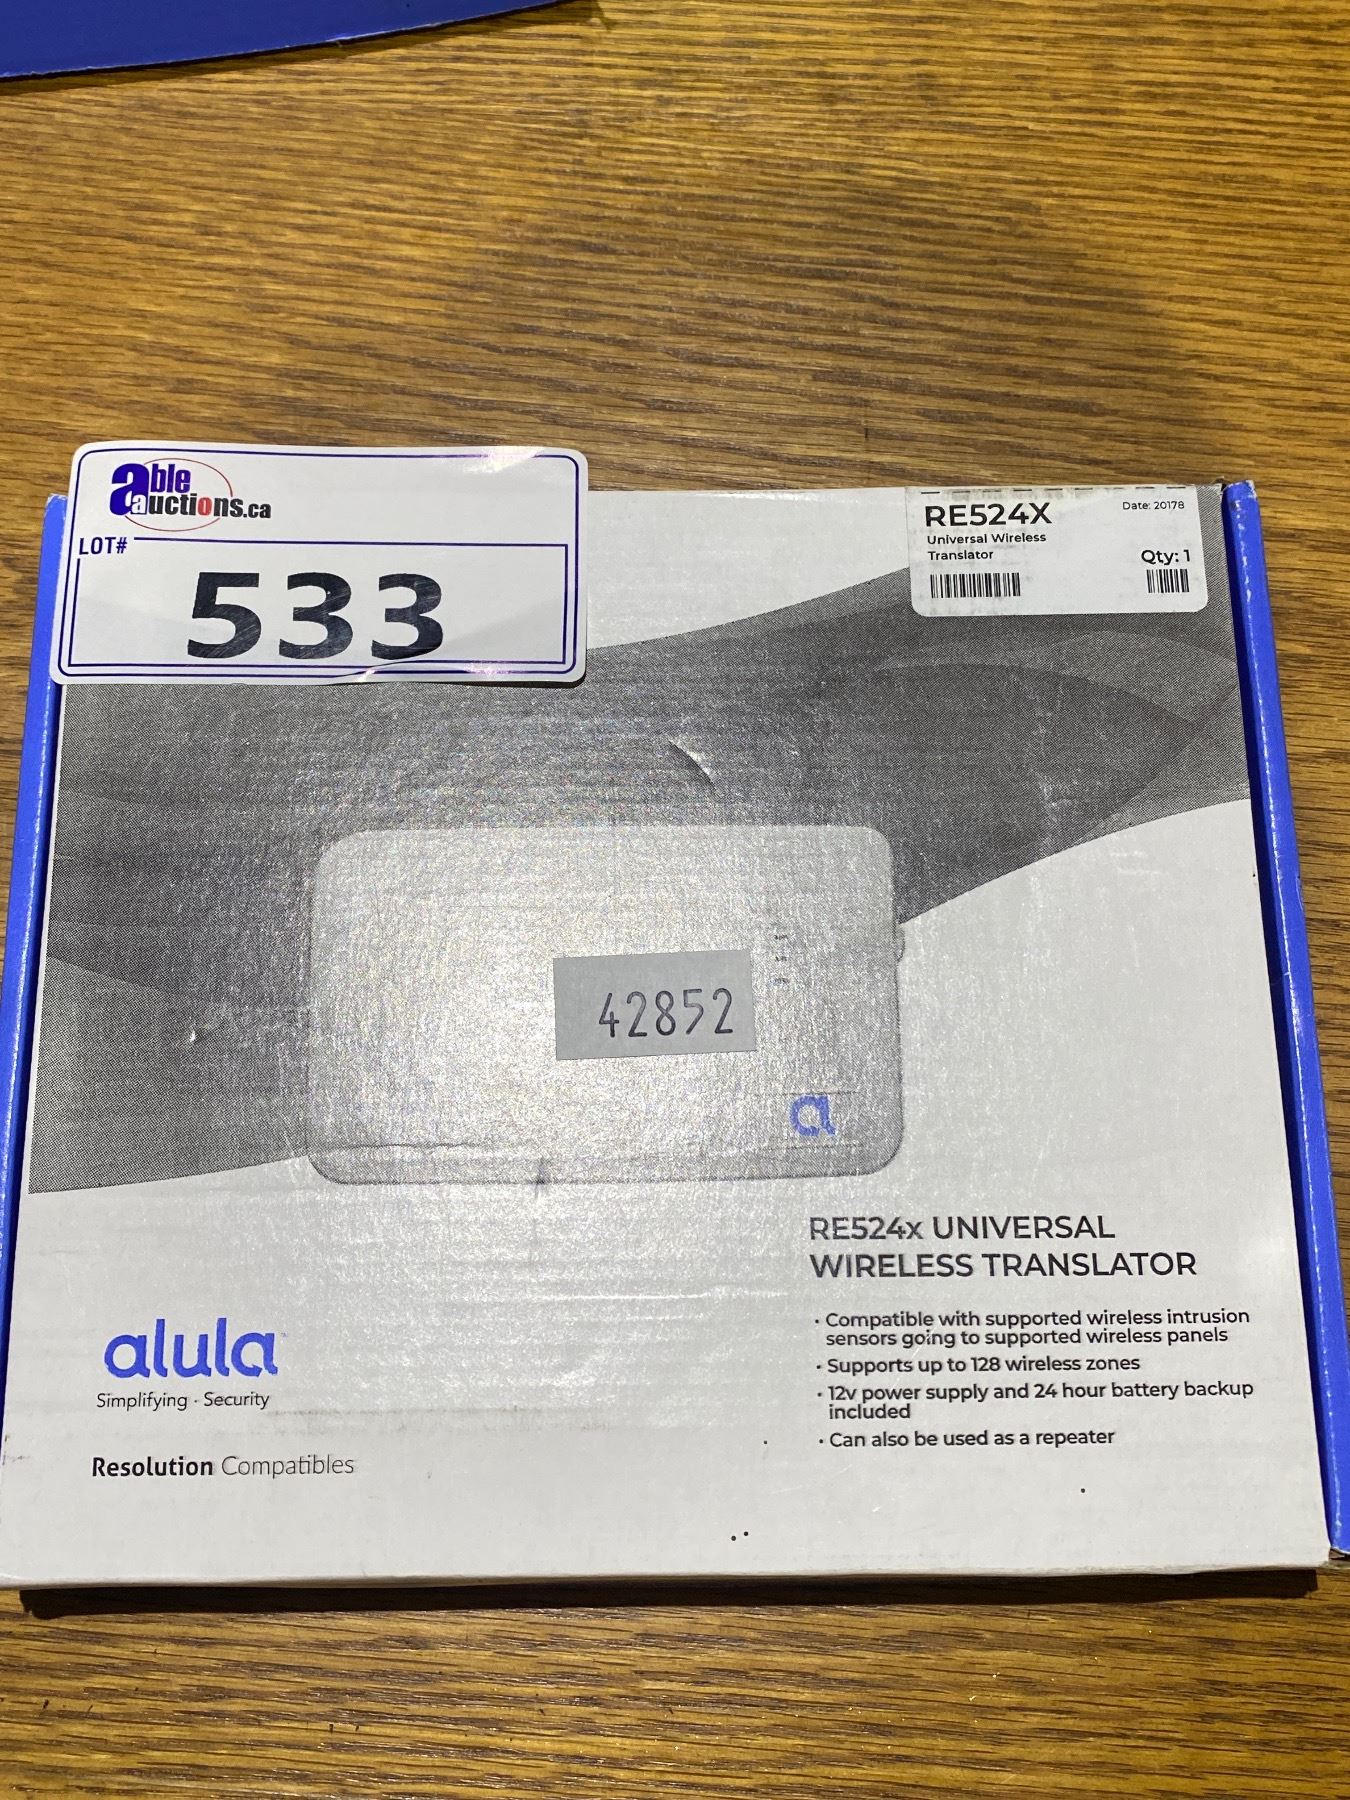 able
auctions.ca
LOT#
533
RE524X
Date: 20178
Universal Wireless
Translator
Qty: 1
42852
a
RE524x UNIVERSAL
WIRELESS TRANSLATOR
• Compatible with supported wireless intrusion
sensors going to supported wireless panels
• Supports up to 128 wireless zones
• 12v power supply and 24 hour battery backup
included
• Can also be used as a repeater
alula
Simplifying · Security
Resolution Compatibles